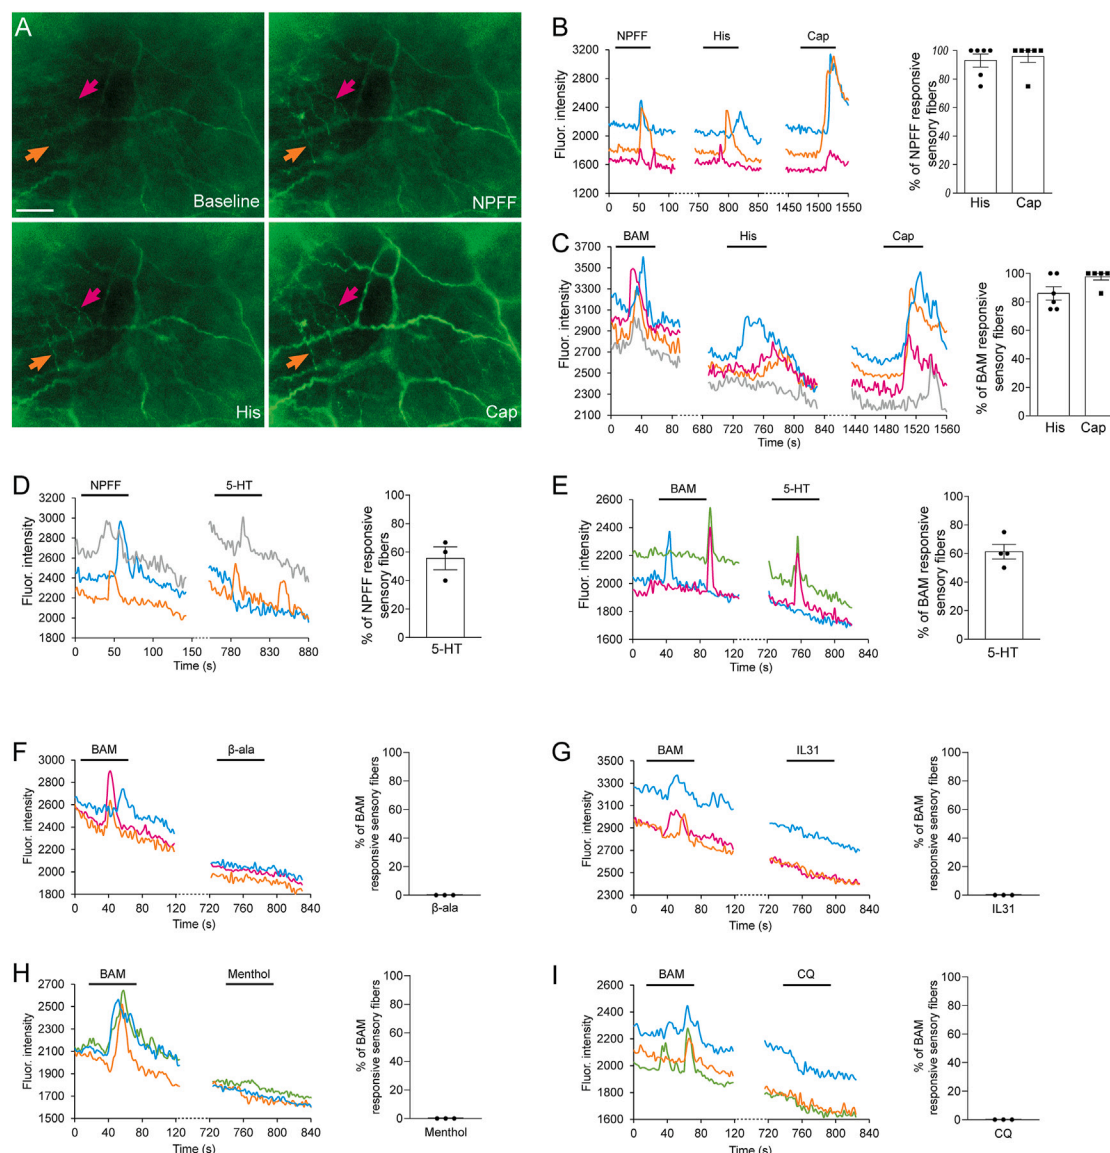 A
Baseline
NPFF
His
Cap
B
NPFF
His
Cap
Fluor. intensity
3200
2800
2400
2000
1600
1200
0 50 100 750 800 850 1450 1500 1550
% of NPFF responsive
sensory fibers
100
80
60
40
20
0
His Cap
C
BAM
His
Cap
Fluor. intensity
3700
3500
3300
3100
2900
2700
2500
2300
2100
0 40 80 680 720 760 800 840 1440 1480 1520 1560
Time (s)
% of BAM responsive
sensory fibers
100
80
60
40
20
0
His Cap
D
NPFF
5-HT
Fluor. intensity
3200
3000
2800
2600
2400
2200
2000
1800
0 50 100 150 780 830 880
Time (s)
% of NPFF responsive
sensory fibers
100
80
60
40
20
0
5-HT
E
BAM
5-HT
Fluor. intensity
2600
2400
2200
2000
1800
1600
0 40 80 120 720 760 800 840
Time (s)
% of BAM responsive
sensory fibers
100
80
60
40
20
0
5-HT
F
BAM
β-ala
Fluor. intensity
3000
2800
2600
2400
2200
2000
1800
0 40 80 120 720 760 800 840
Time (s)
% of BAM
responsive sensory fibers
100
80
60
40
20
0
β-ala
G
BAM
IL31
Fluor. intensity
3500
3300
3100
2900
2700
2500
2300
0 40 80 120 720 760 800 840
Time (s)
% of BAM
responsive sensory fibers
100
80
60
40
20
0
IL31
H
BAM
Menthol
Fluor. intensity
2700
2500
2300
2100
1900
1700
1500
0 40 80 120 720 760 800 840
Time (s)
% of BAM
responsive sensory fibers
100
80
60
40
20
0
Menthol
I
BAM
CQ
Fluor. intensity
2600
2400
2200
2000
1800
1600
0 40 80 120 720 760 800 840
Time (s)
% of BAM
responsive sensory fibers
100
80
60
40
20
0
CQ